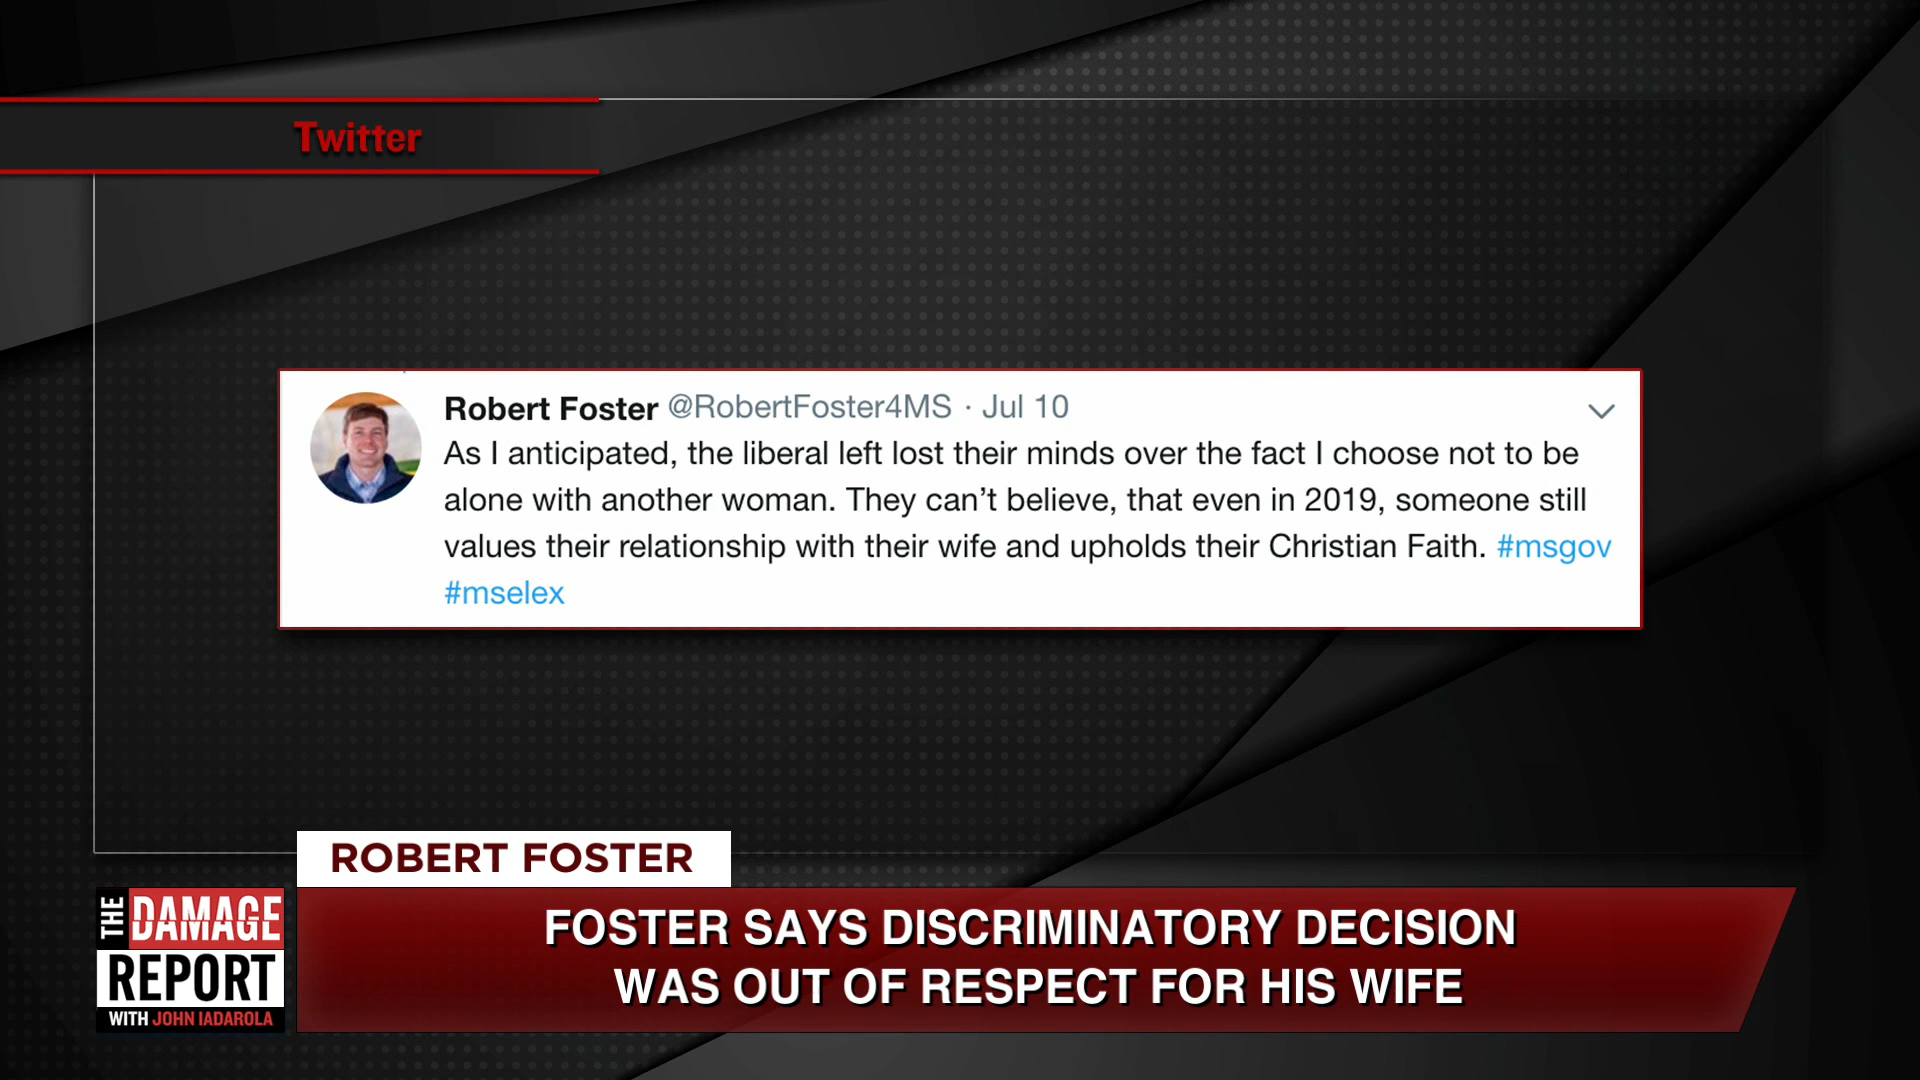 Twitter
Robert Foster @RobertFoster4MS · Jul 10
As I anticipated, the liberal left lost their minds over the fact I choose not to be
alone with another woman. They can’t believe, that even in 2019, someone still
values their relationship with their wife and upholds their Christian Faith. #msgov
#mselex
ROBERT FOSTER
FOSTER SAYS DISCRIMINATORY DECISION
WAS OUT OF RESPECT FOR HIS WIFE
THE DAMAGE
REPORT
WITH JOHN IADAROLA